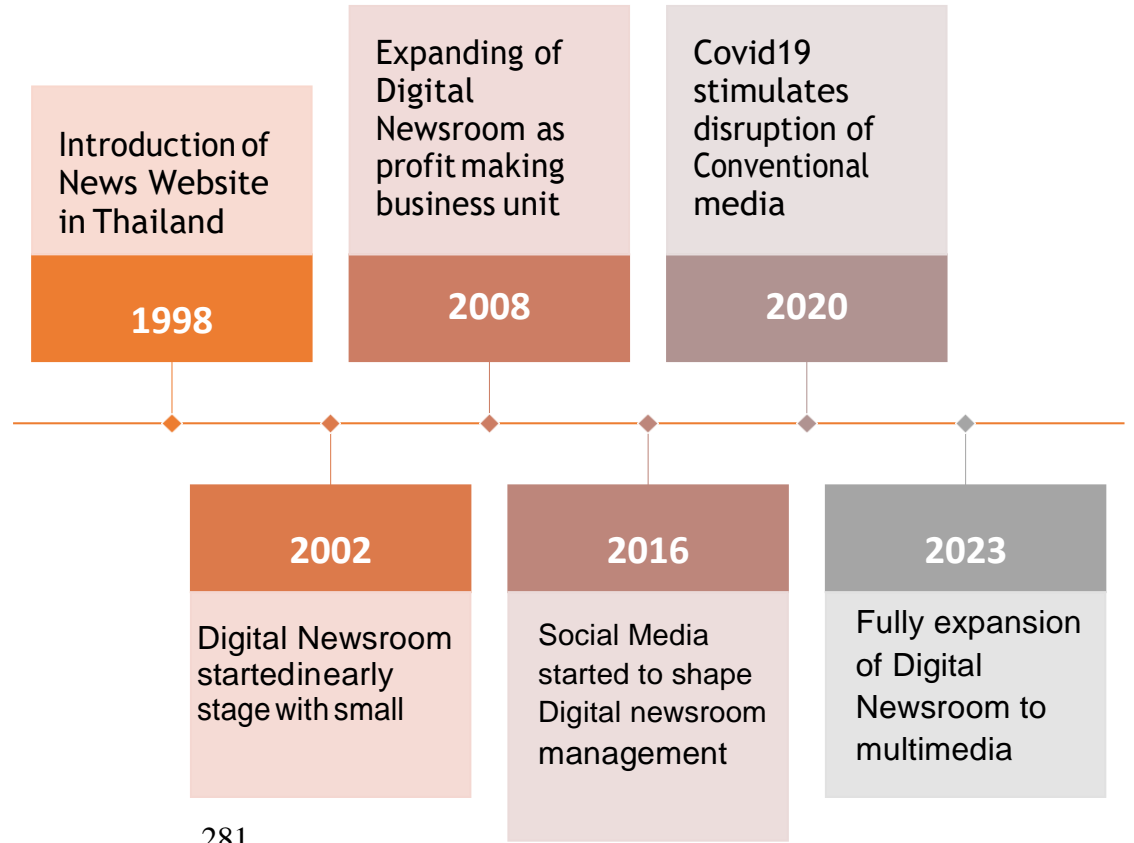 Introduction of
News Website
in Thailand
1998
Expanding of
Digital
Newsroom as
profit making
business unit
2008
Covid19
stimulates
disruption of
Conventional
media
2020
2002
Digital Newsroom
startedinearly
stage with small
2016
Social Media
started to shape
Digital newsroom
management
2023
Fully expansion
of Digital
Newsroom to
multimedia
281